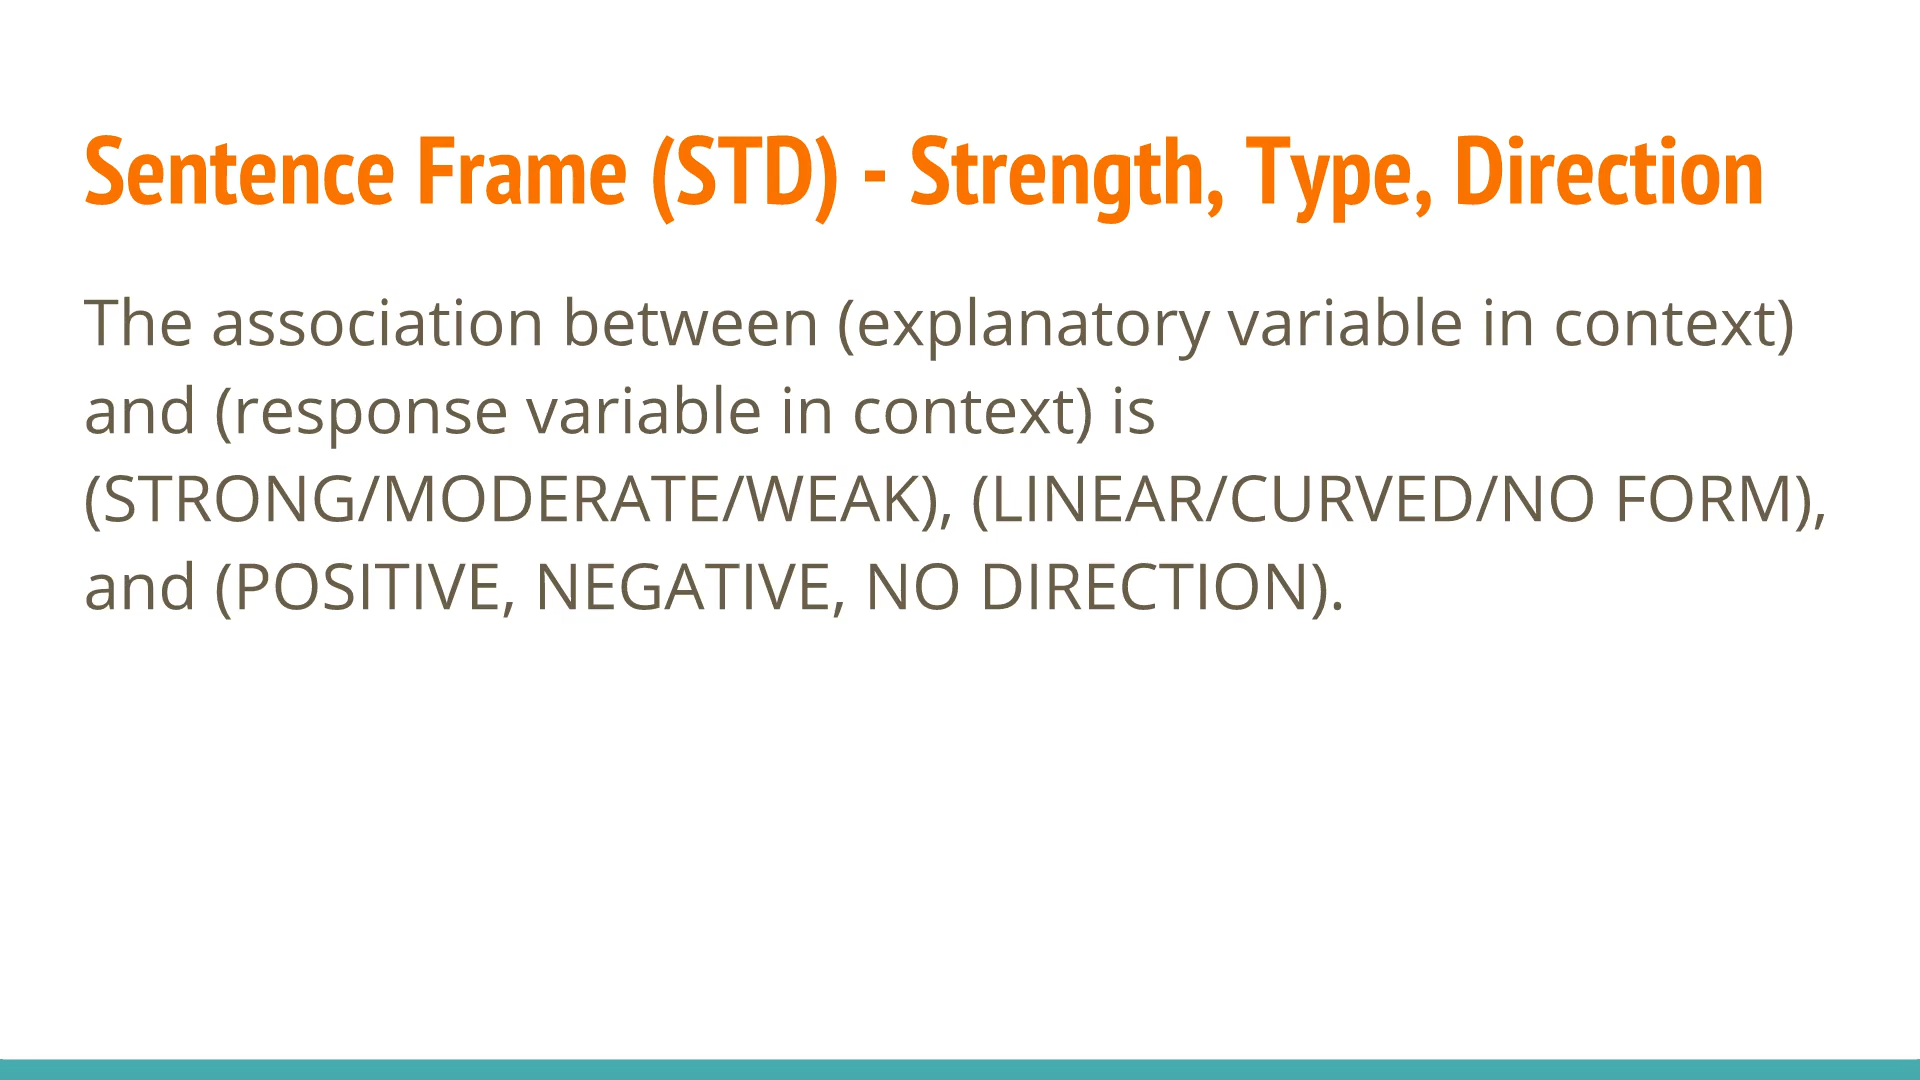 Sentence Frame (STD) - Strength, Type, Direction
The association between (explanatory variable in context)
and (response variable in context) is
(STRONG/MODERATE/WEAK), (LINEAR/CURVED/NO FORM),
and (POSITIVE, NEGATIVE, NO DIRECTION).